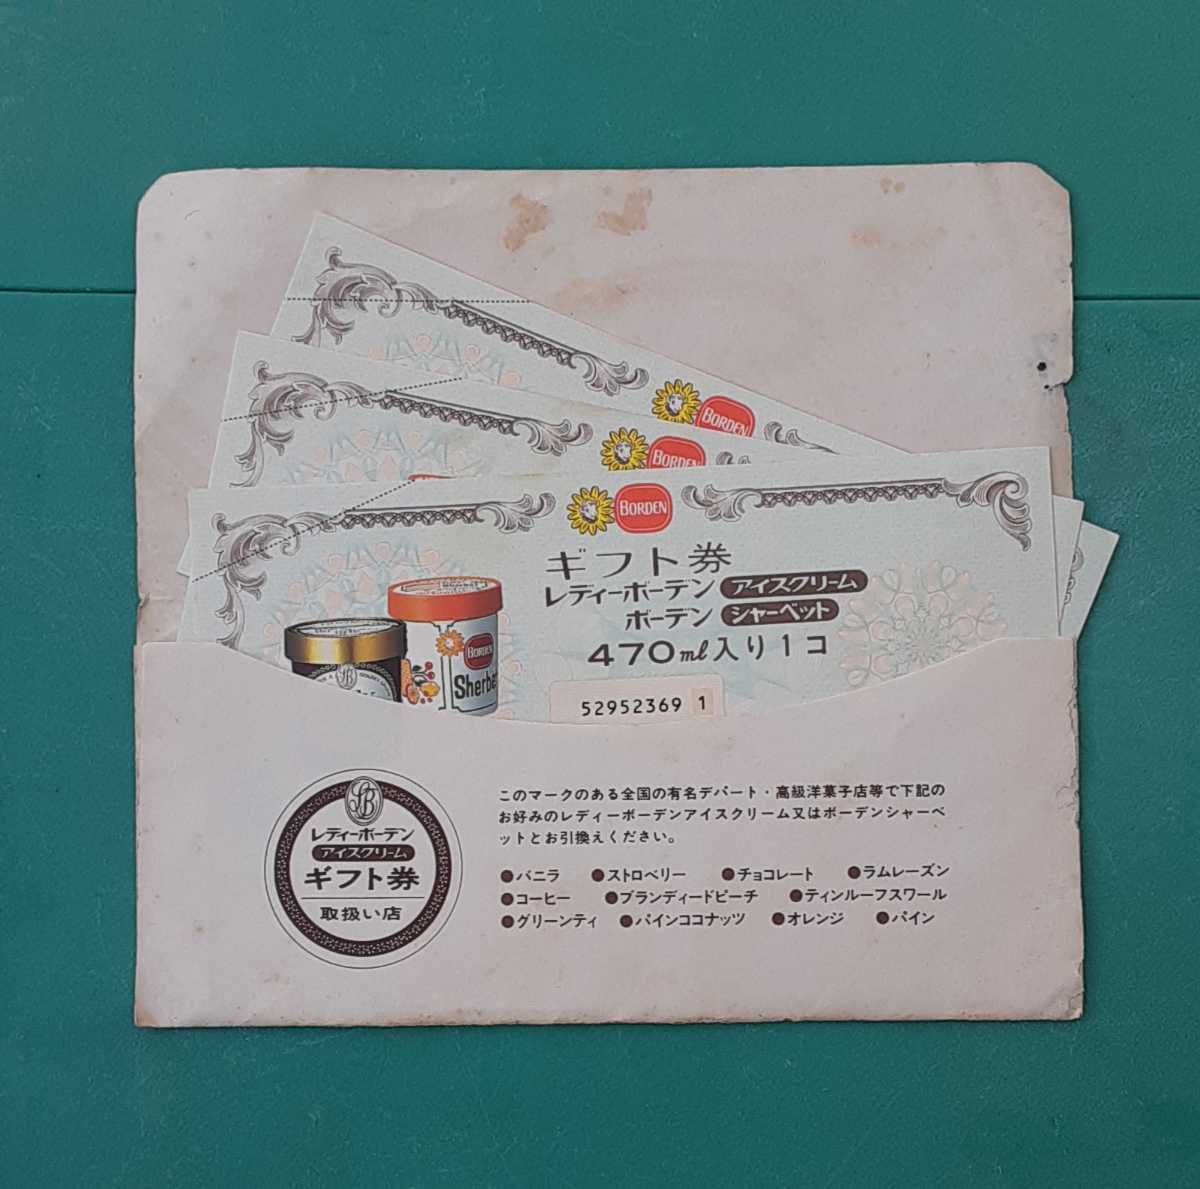 BORDEN
BORDEN
BORDEN
ギフト券
レディーボーデン アイスクリーム
ボーデン シャーベット
470ml入り1コ
BORDEN
Sherbe
52952369 1
LB
レディーボーデン
アイスクリーム
ギフト券
取扱い店
このマークのある全国の有名デパート・高級洋菓子店等で下記の
お好みのレディーボーデンアイスクリーム又はボーデンシャーベ
ットとお引換えください。
●バニラ ●ストロベリー ●チョコレート ●ラムレーズン
●コーヒー ●ブランディードピーチ ●ティンルーフスワール
●グリーンティ ●パインココナッツ ●オレンジ ●パイン